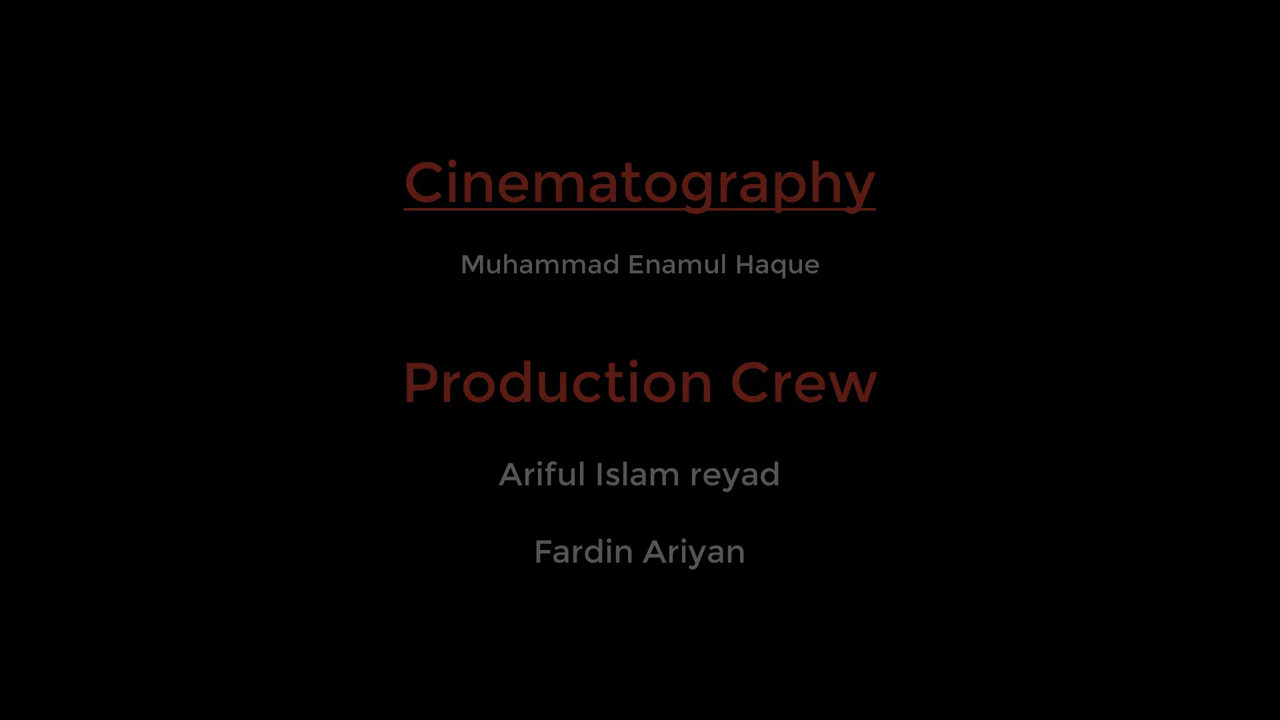 Cinematography
Muhammad Enamul Haque
Production Crew
Ariful Islam reyad
Fardin Ariyan